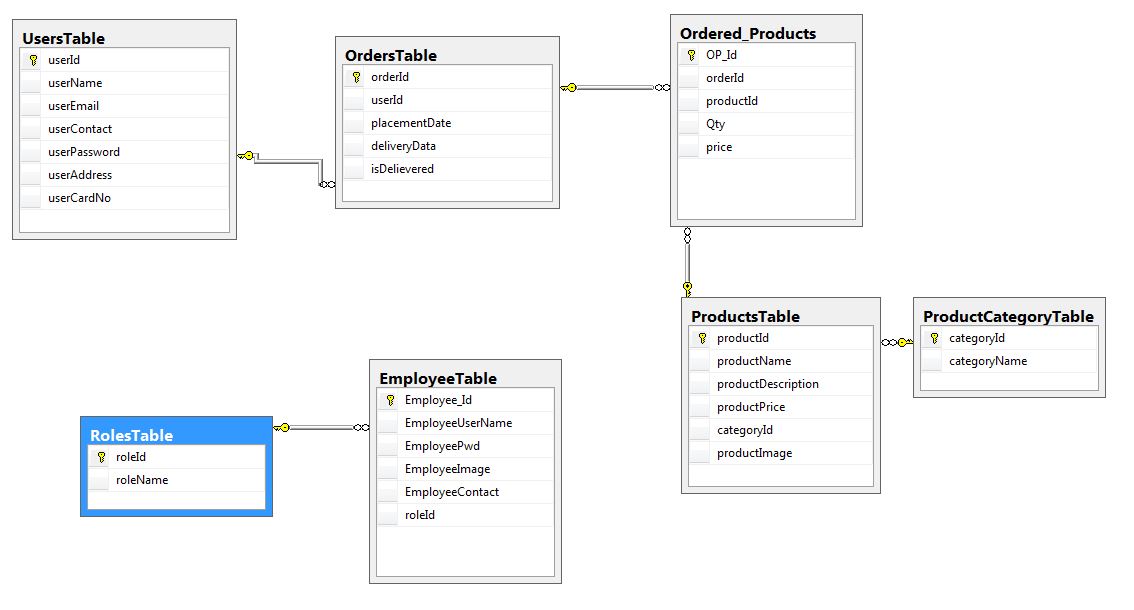 UsersTable
userId
userName
userEmail
userContact
userPassword
userAddress
userCardNo
OrdersTable
orderId
userId
placementDate
deliveryData
isDelievered
Ordered_Products
OP_Id
orderId
productId
Qty
price
ProductsTable
productId
productName
productDescription
productPrice
categoryId
productImage
ProductCategoryTable
categoryId
categoryName
EmployeeTable
Employee_Id
EmployeeUserName
EmployeePwd
EmployeeImage
EmployeeContact
roleId
RolesTable
roleId
roleName